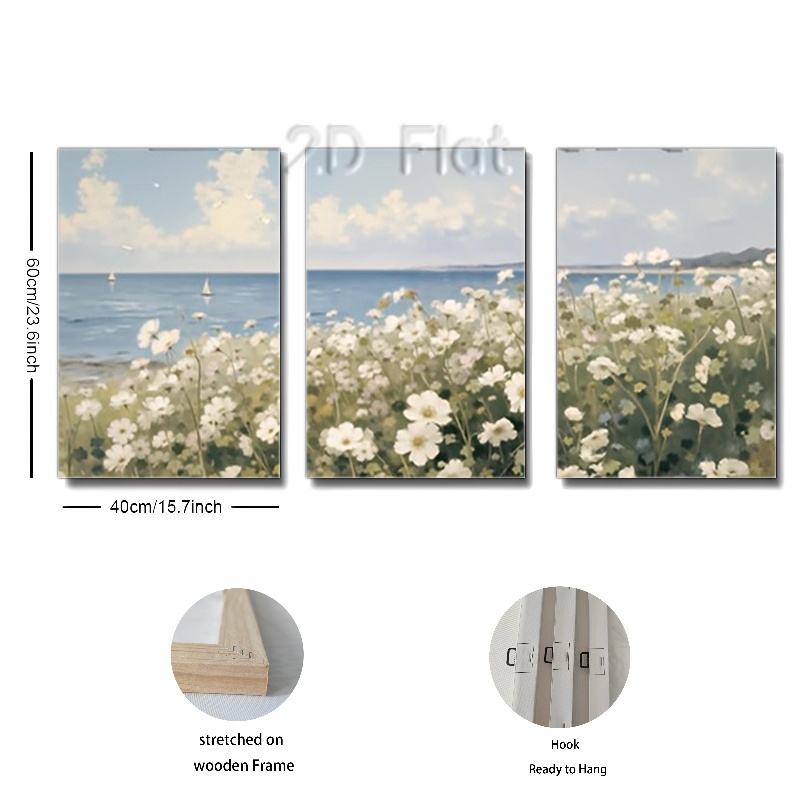 2D Flat
60cm/23.6inch
40cm/15.7inch
stretched on
wooden Frame
Hook
Ready to Hang